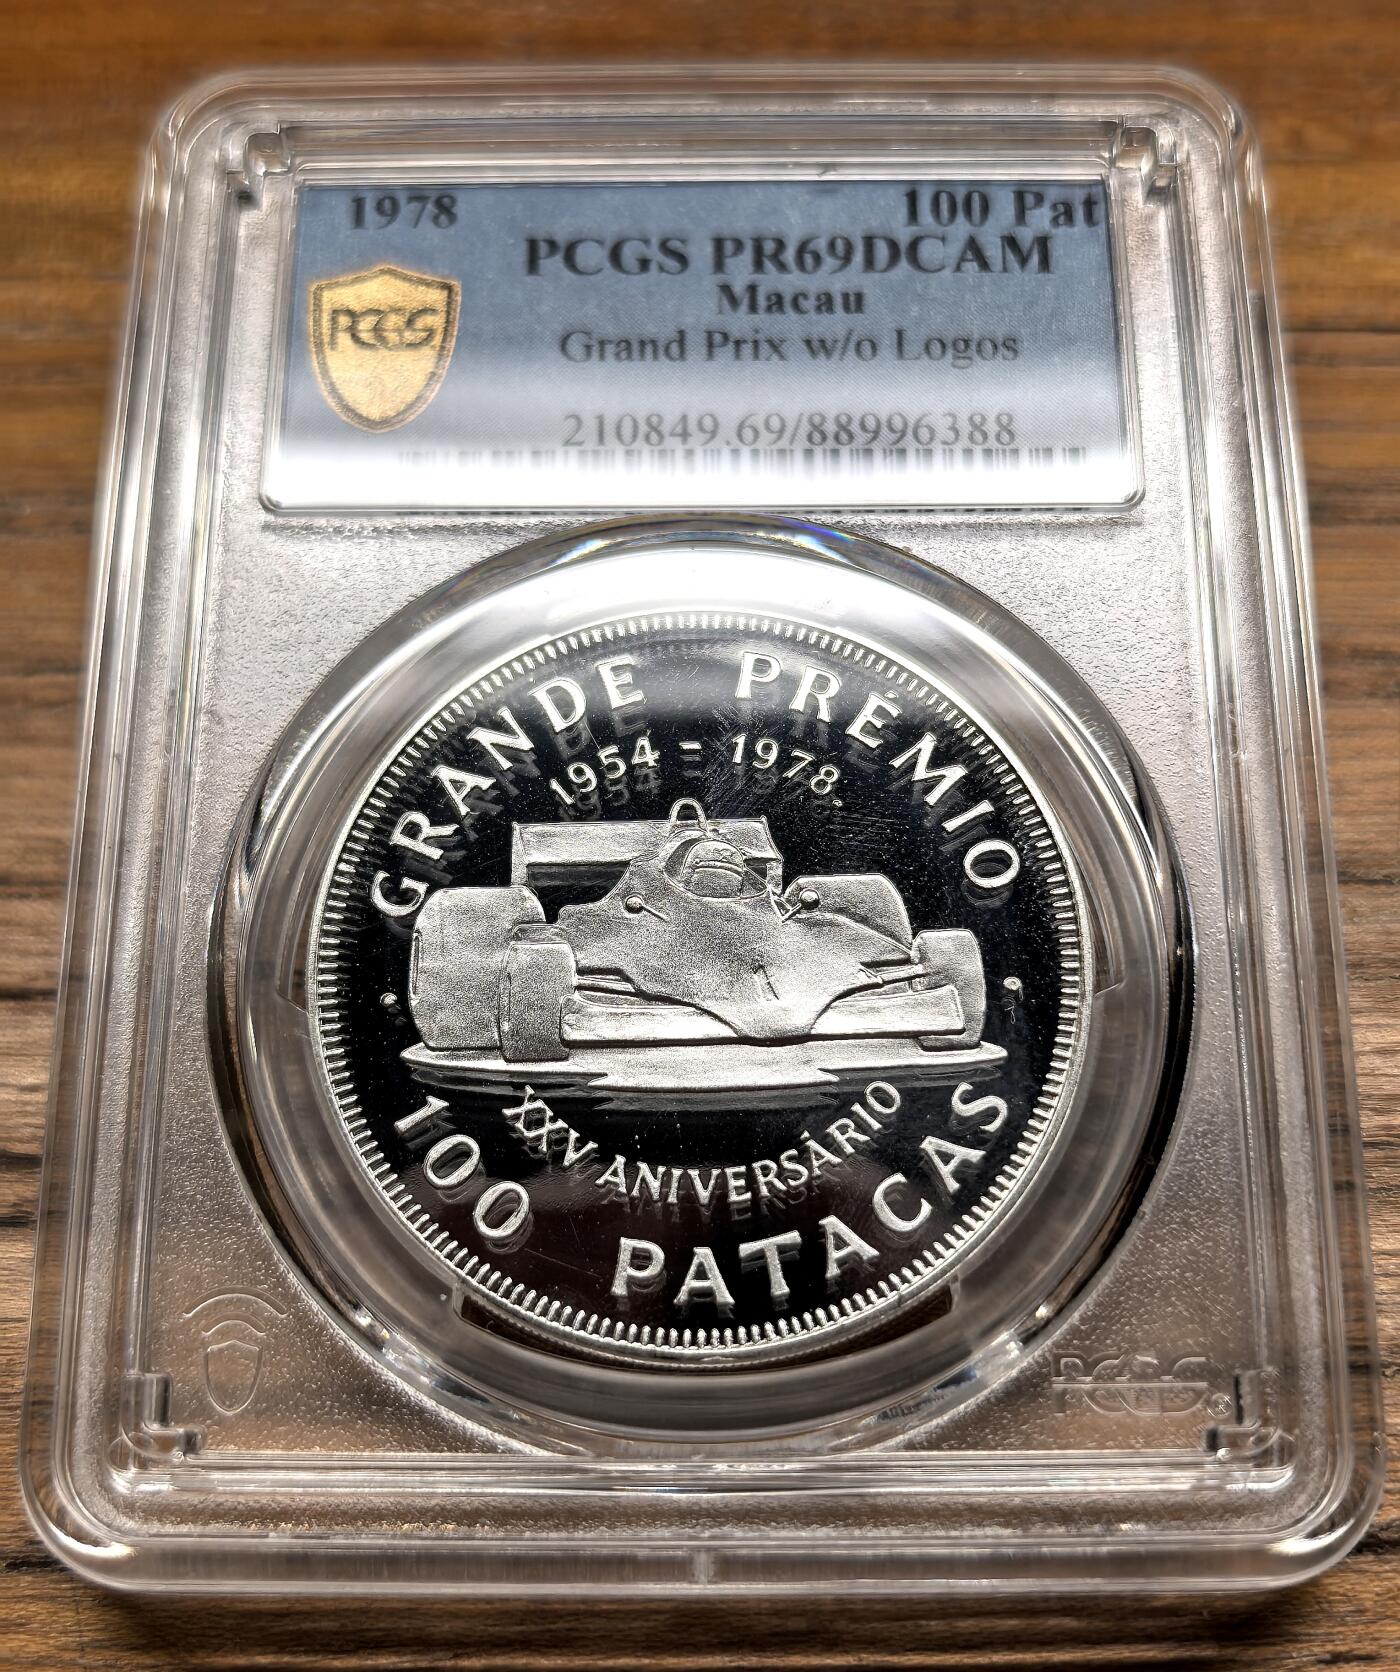 1978 100 Pat
PCGS PR69DCAM
Macau
Grand Prix w/o Logos
210849.69/88996388
PCGS
GRANDE PRÉMIO
1954 - 1978
1
XXV ANIVERSÁRIO
100 PATACAS
PCGS